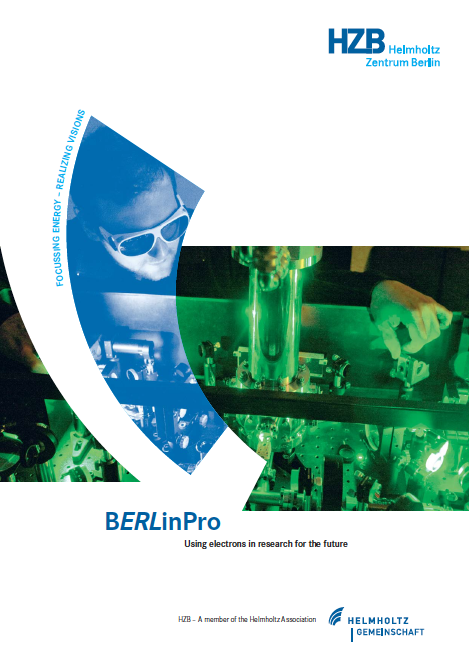 HZB Helmholtz
Zentrum Berlin
FOCUSSING ENERGY – REALIZING VISIONS
BERLinPro
Using electrons in research for the future
HZB – A member of the Helmholtz Association
HELMHOLTZ
GEMEINSCHAFT